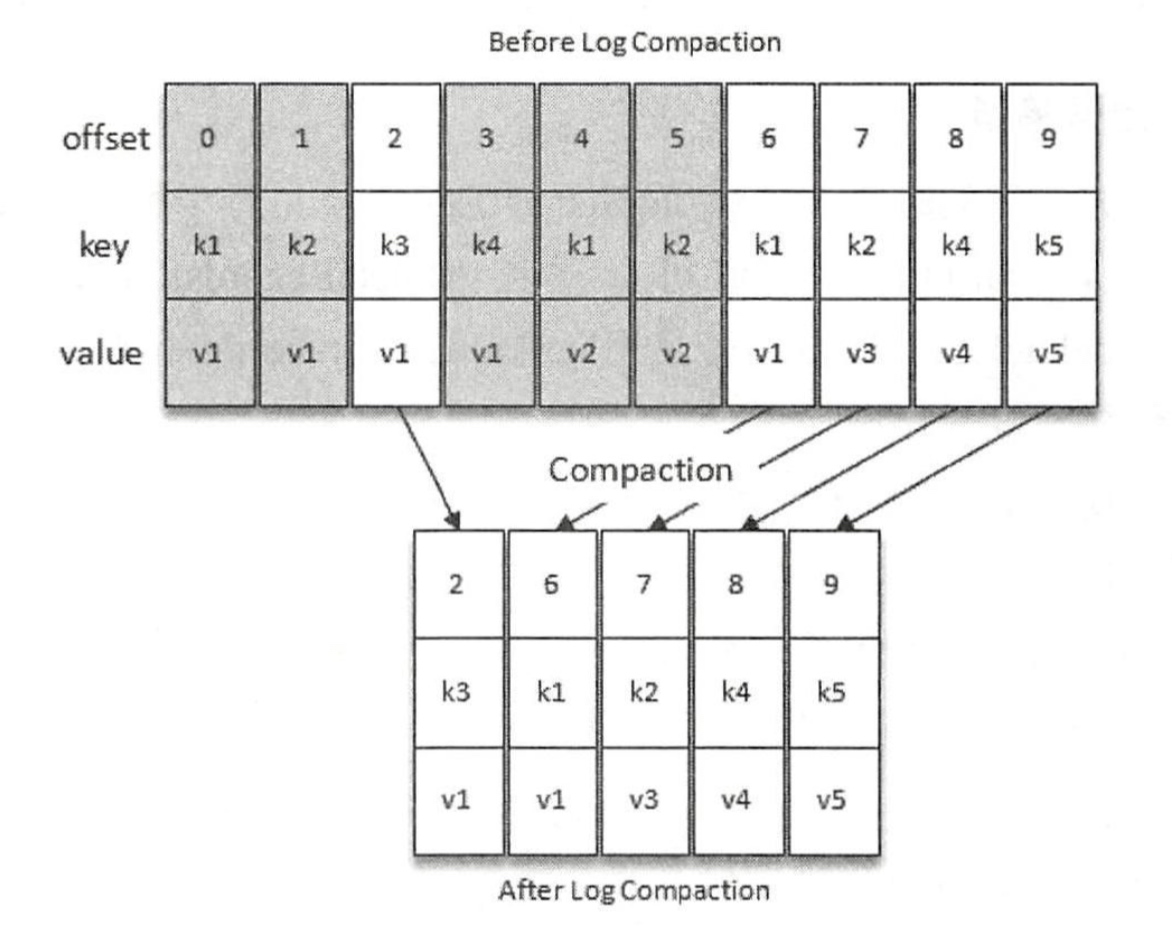 Before Log Compaction
offset 0 1 2 3 4 5 6 7 8 9
key k1 k2 k3 k4 k1 k2 k1 k2 k4 k5
value v1 v1 v1 v1 v2 v2 v1 v3 v4 v5
Compaction
2 6 7 8 9
k3 k1 k2 k4 k5
v1 v1 v3 v4 v5
After Log Compaction